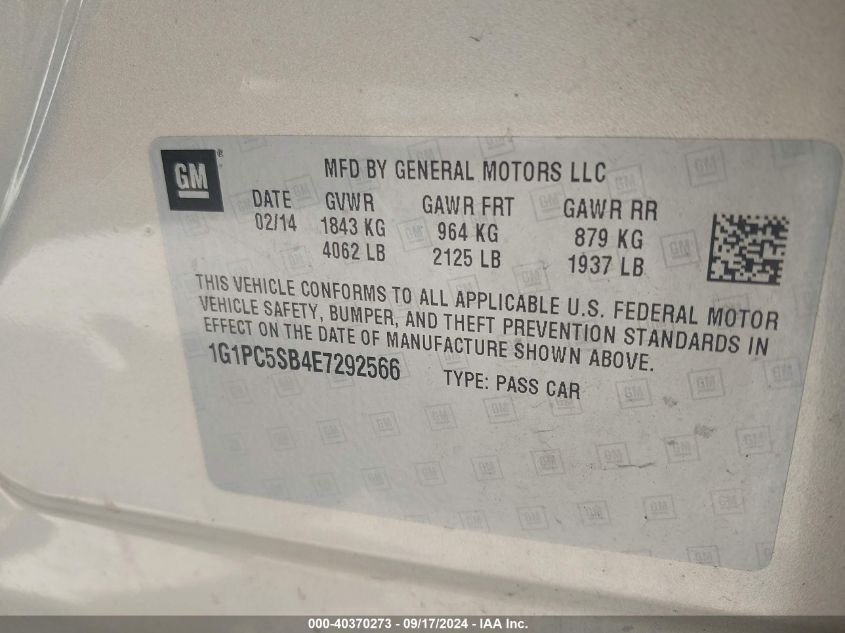 GM®
MFD BY GENERAL MOTORS LLC
DATE GVWR GAWR FRT GAWR RR
02/14 1843 KG 964 KG 879 KG
4062 LB 2125 LB 1937 LB
THIS VEHICLE CONFORMS TO ALL APPLICABLE U.S. FEDERAL MOTOR
VEHICLE SAFETY, BUMPER, AND THEFT PREVENTION STANDARDS IN
EFFECT ON THE DATE OF MANUFACTURE SHOWN ABOVE.
1G1PC5SB4E7292566 TYPE: PASS CAR
000-40370273 - 09/17/2024 - IAA Inc.